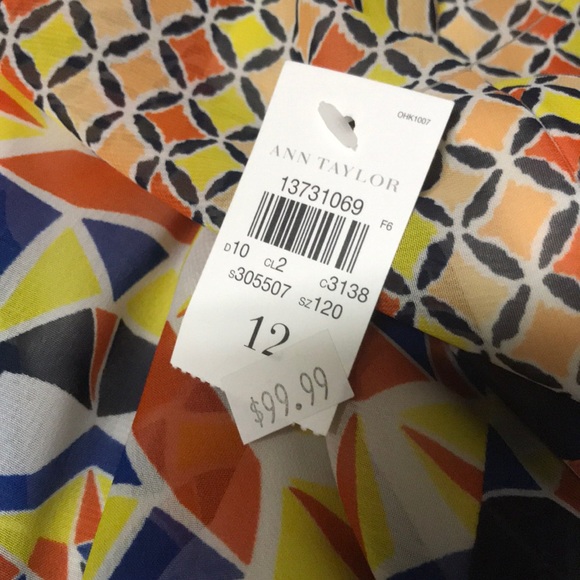 OHK1007
ANN TAYLOR
13731069
F6
D10 CL2 C3138
S305507 SZ120
12
$99.99